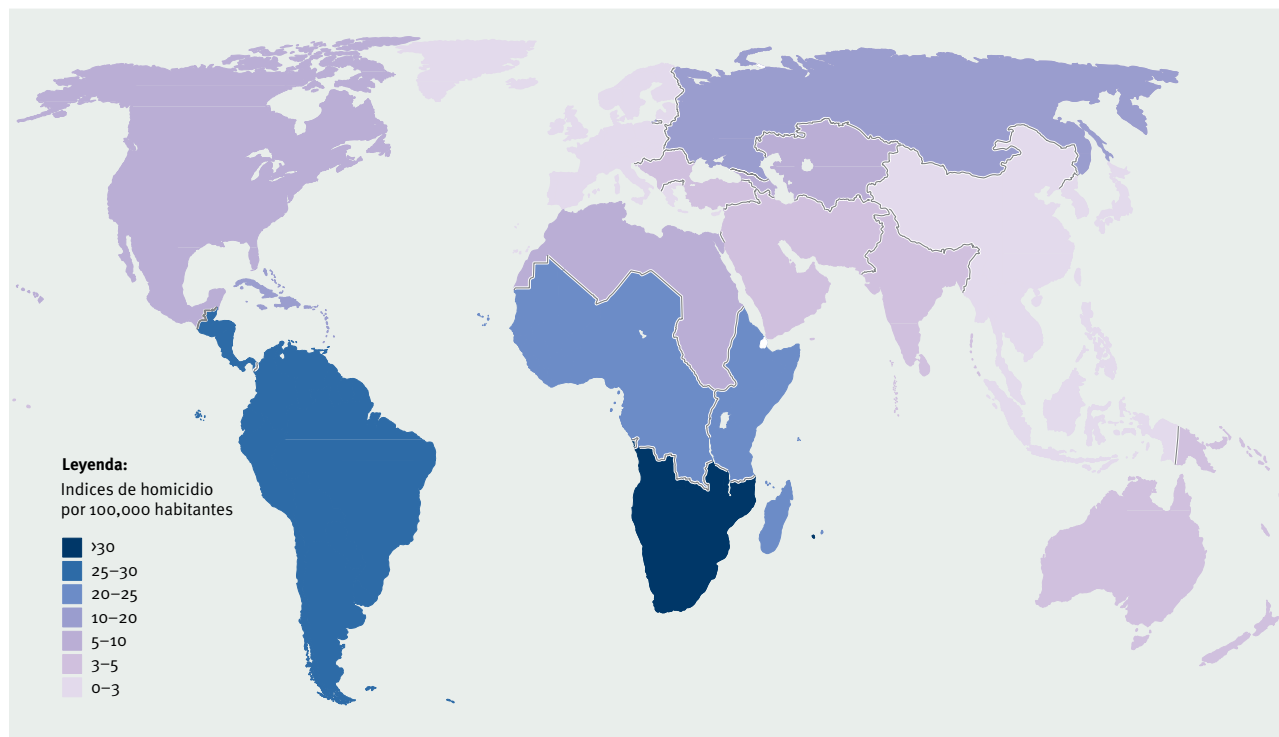 Leyenda:
Indices de homicidio
por 100,000 habitantes
>30
25–30
20–25
10–20
5–10
3–5
0–3